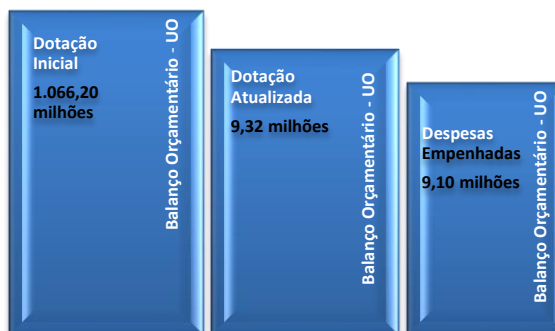 Dotação
Inicial
1.066,20
milhões
Balanço Orçamentário - UO
Dotação
Atualizada
9,32 milhões
Balanço Orçamentário - UO
Despesas
Empenhadas
9,10 milhões
Balanço Orçamentário - UO